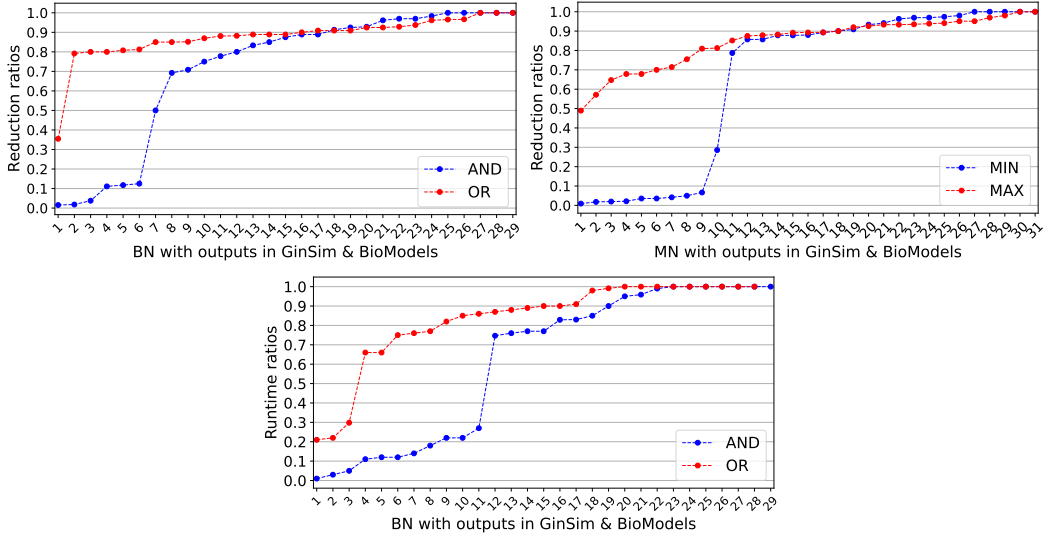 Reduction ratios
1.0
0.9
0.8
0.7
0.6
0.5
0.4
0.3
0.2
0.1
0.0
AND
OR
1 2 3 4 5 6 7 8 9 10 11 12 13 14 15 16 17 18 19 20 21 22 23 24 25 26 27 28 29
BN with outputs in GinSim & BioModels
Reduction ratios
1.0
0.9
0.8
0.7
0.6
0.5
0.4
0.3
0.2
0.1
0.0
MIN
MAX
1 2 3 4 5 6 7 8 9 10 11 12 13 14 15 16 17 18 19 20 21 22 23 24 25 26 27 28 29 30 31
MN with outputs in GinSim & BioModels
Runtime ratios
1.0
0.9
0.8
0.7
0.6
0.5
0.4
0.3
0.2
0.1
0.0
AND
OR
1 2 3 4 5 6 7 8 9 10 11 12 13 14 15 16 17 18 19 20 21 22 23 24 25 26 27 28 29
BN with outputs in GinSim & BioModels